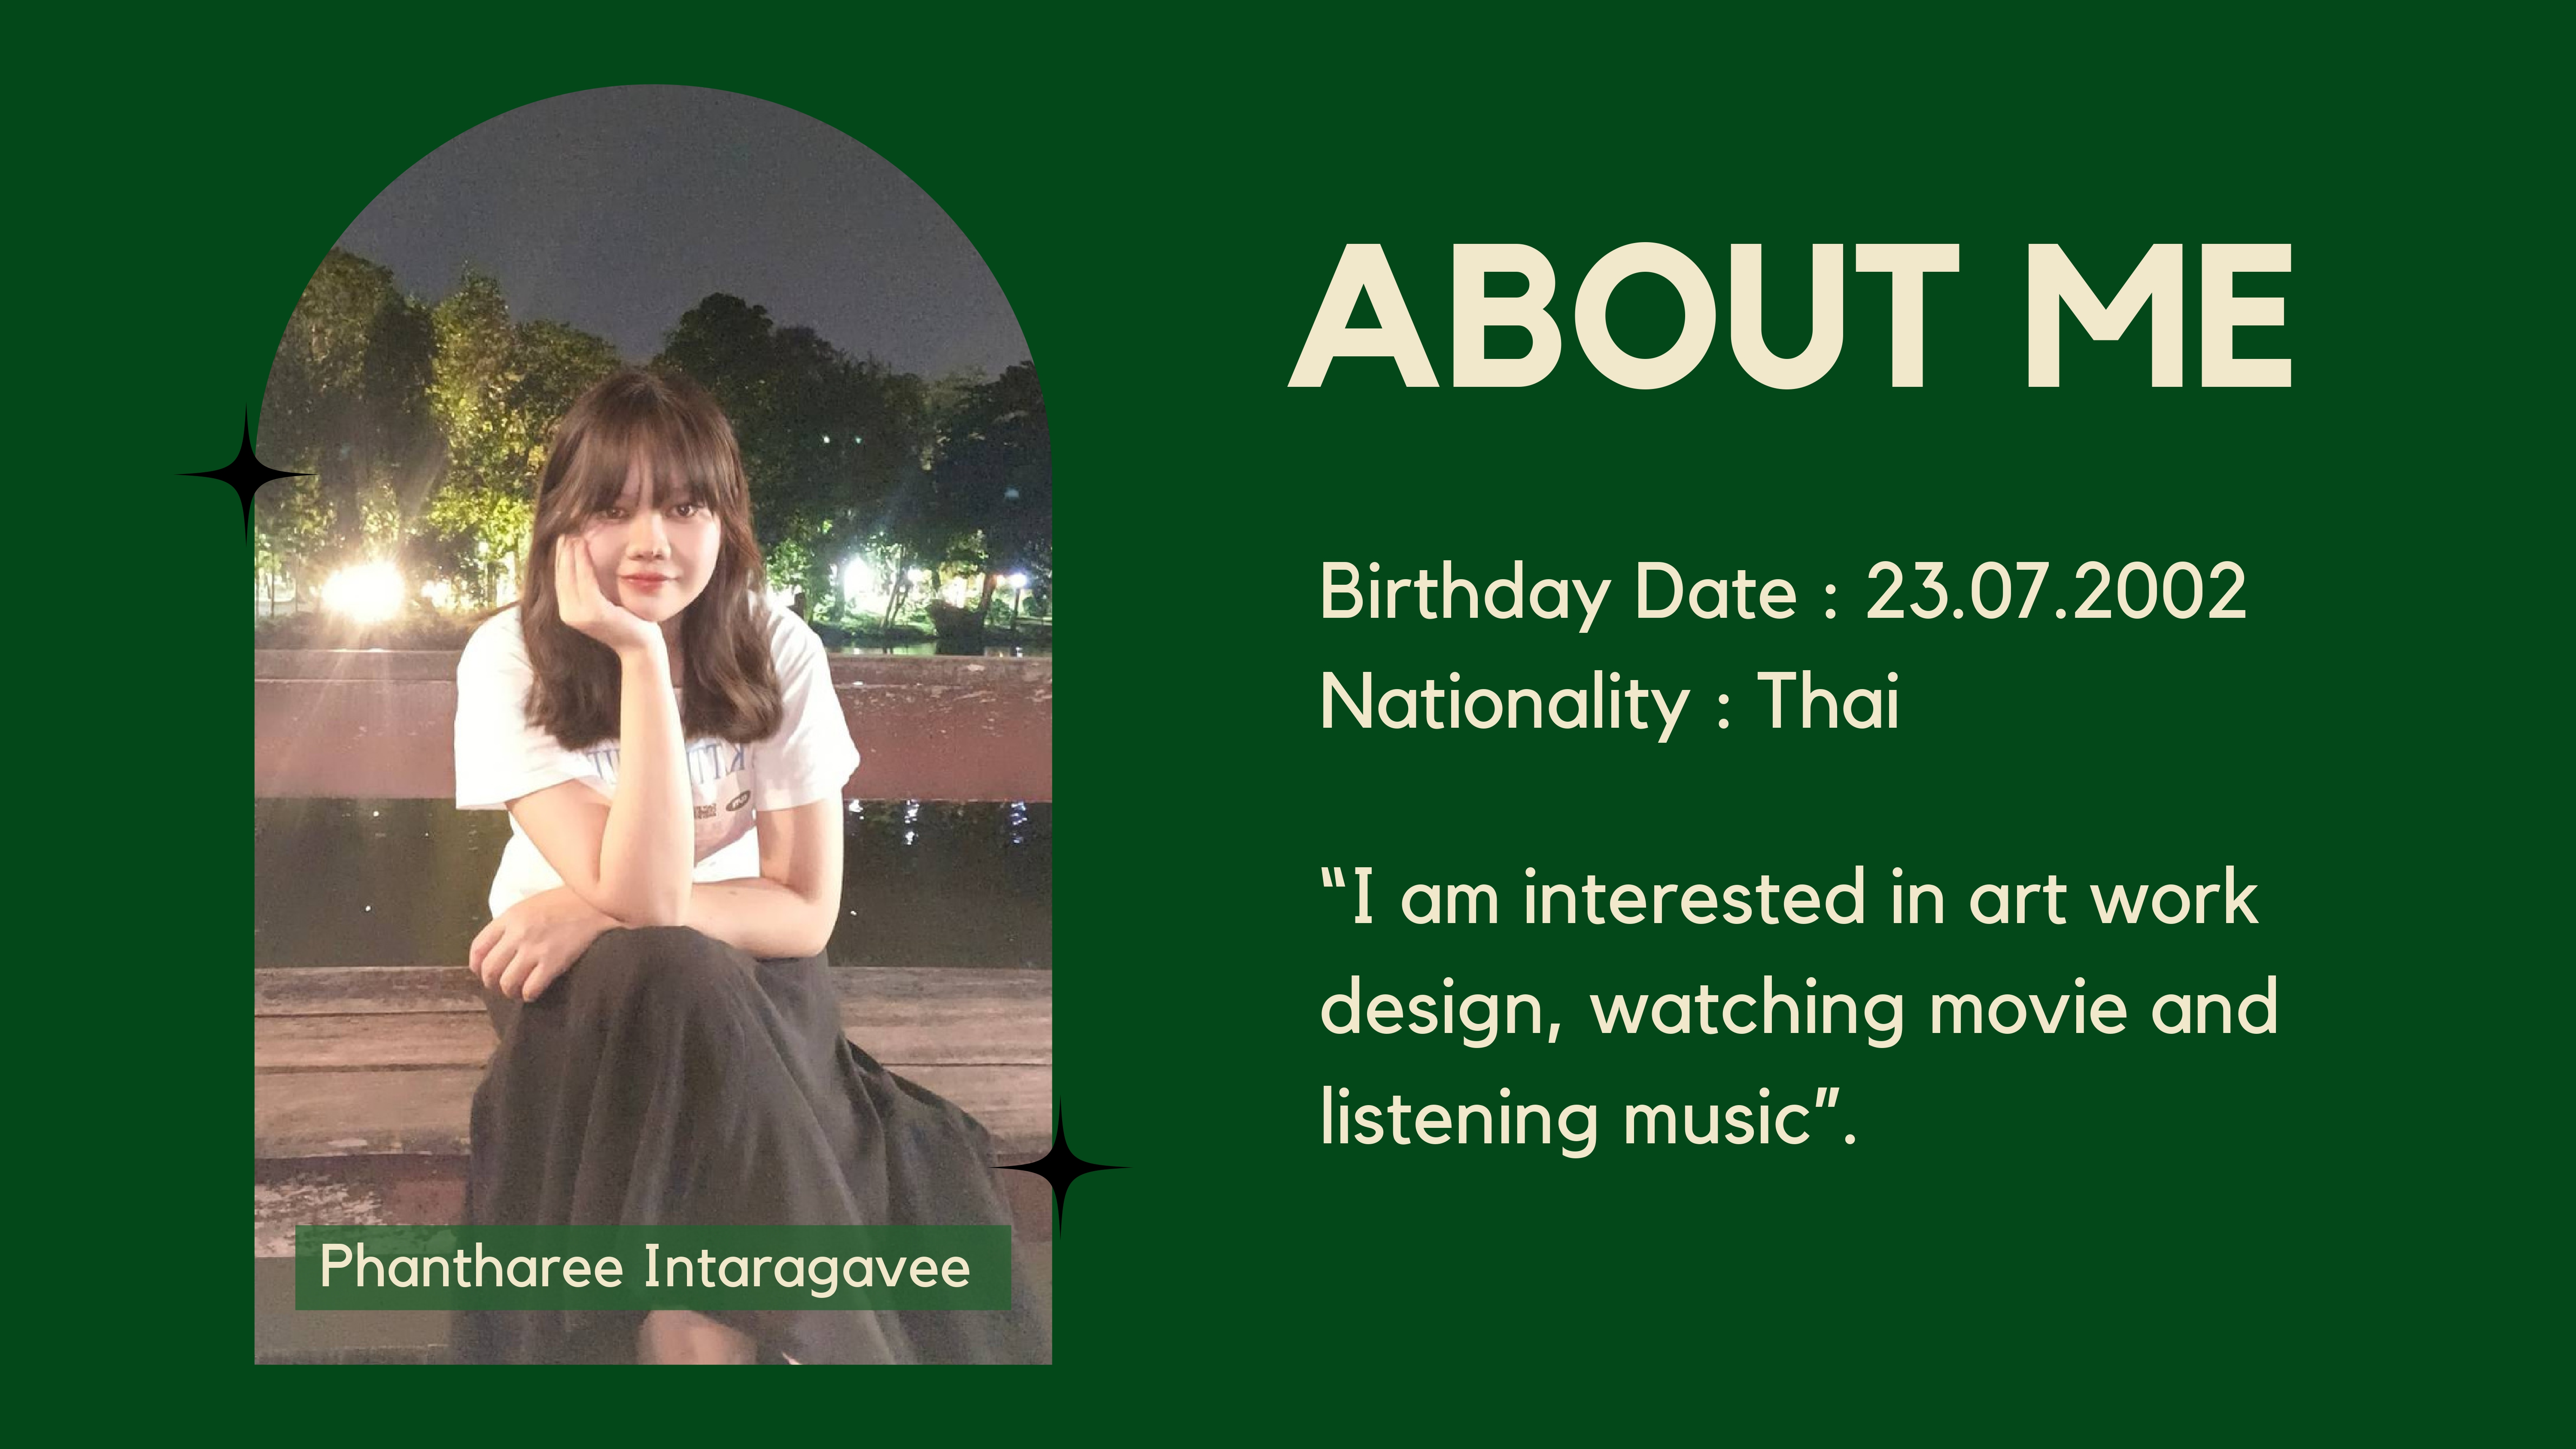 ABOUT ME
Birthday Date : 23.07.2002
Nationality : Thai
“I am interested in art work
design, watching movie and
listening music”.
Phantharee Intaragavee